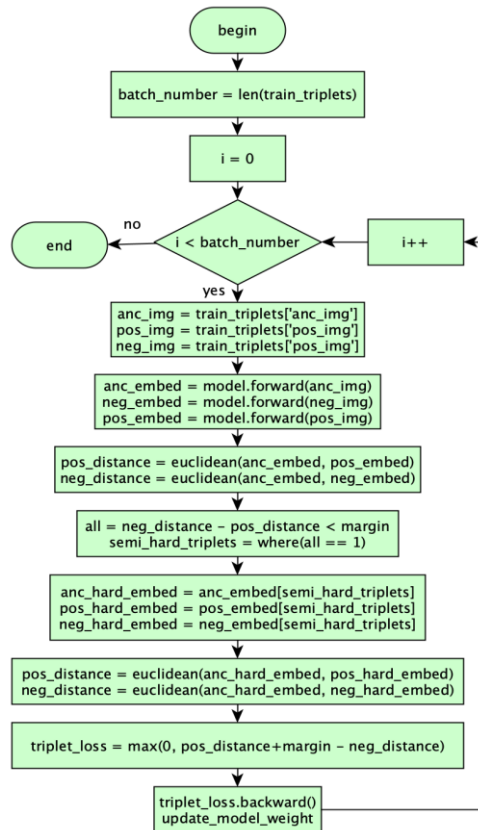 begin
batch_number = len(train_triplets)
i = 0
i < batch_number
no
end
i++
yes
anc_img = train_triplets['anc_img']
pos_img = train_triplets['pos_img']
neg_img = train_triplets['pos_img']
anc_embed = model.forward(anc_img)
neg_embed = model.forward(neg_img)
pos_embed = model.forward(pos_img)
pos_distance = euclidean(anc_embed, pos_embed)
neg_distance = euclidean(anc_embed, neg_embed)
all = neg_distance - pos_distance < margin
semi_hard_triplets = where(all == 1)
anc_hard_embed = anc_embed[semi_hard_triplets]
pos_hard_embed = pos_embed[semi_hard_triplets]
neg_hard_embed = neg_embed[semi_hard_triplets]
pos_distance = euclidean(anc_hard_embed, pos_hard_embed)
neg_distance = euclidean(anc_hard_embed, neg_hard_embed)
triplet_loss = max(0, pos_distance+margin - neg_distance)
triplet_loss.backward()
update_model_weight